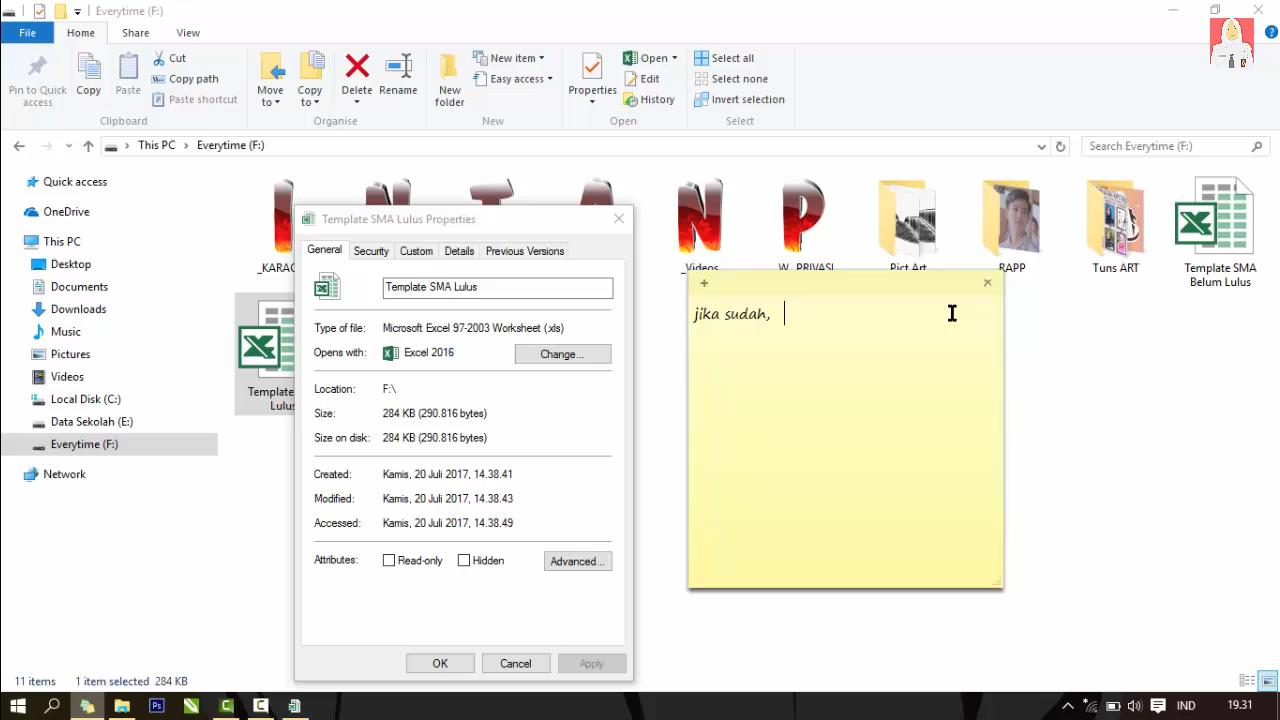 Everytime (F:)
File
Home
Share
View
Pin to Quick
access
Copy
Paste
Cut
Copy path
Paste shortcut
Clipboard
Move
to
Copy
to
Delete
Rename
Organise
New
folder
New item
Easy access
New
Properties
Open
Edit
History
Open
Select all
Select none
Invert selection
Select
This PC
Everytime (F:)
Search Everytime (F:)
Quick access
OneDrive
This PC
Desktop
Documents
Downloads
Music
Pictures
Videos
Local Disk (C:)
Data Sekolah (E:)
Everytime (F:)
Network
I N T A N P
_Videos
Pict Art
RAPP
Tuns ART
Template SMA
Belum Lulus
Lulus
Template SMA Lulus Properties
General
Security
Custom
Details
Previous Versions
Template SMA Lulus
Type of file: Microsoft Excel 97-2003 Worksheet (.xls)
Opens with: Excel 2016
Change...
Location: F:\
Size: 284 KB (290.816 bytes)
Size on disk: 284 KB (290.816 bytes)
Created: Kamis, 20 Juli 2017, 14.38.41
Modified: Kamis, 20 Juli 2017, 14.38.43
Accessed: Kamis, 20 Juli 2017, 14.38.49
Attributes: Read-only Hidden
Advanced...
OK
Cancel
Apply
jika sudah,
11 items 1 item selected 284 KB
Ps
IND
19.31